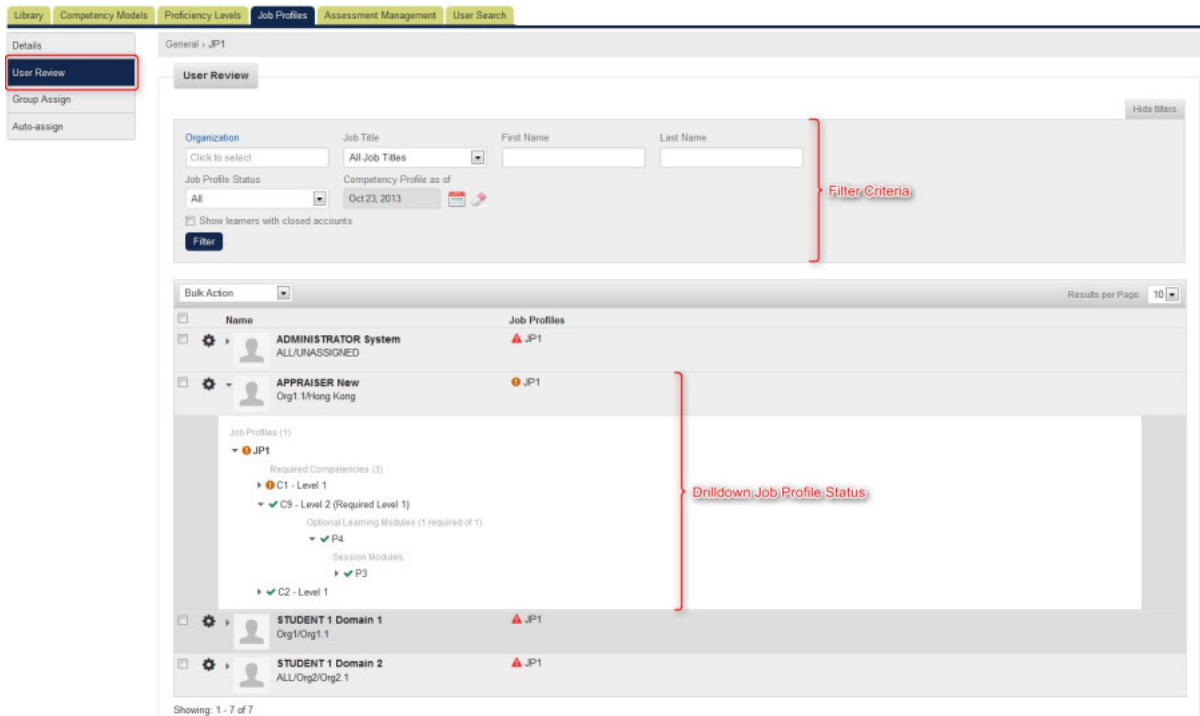 Library Competency Models Proficiency Levels Job Profiles Assessment Management User Search
Details
User Review
Group Assign
Auto-assign
General › JP1
User Review
Hide filters
Organization Job Title First Name Last Name
Click to select All Job Titles
Job Profile Status Competency Profile as of
All Oct 23, 2013
Show learners with closed accounts
Filter
Filter Criteria
Bulk Action Results per Page: 10
Name Job Profiles
ADMINISTRATOR System JP1
ALL/UNASSIGNED
APPRAISER New JP1
Org1.1/Hong Kong
Job Profiles (1)
JP1
Required Competencies (3)
C1 - Level 1
C9 - Level 2 (Required Level 1)
Optional Learning Modules (1 required of 1)
P4
Session Modules
P3
C2 - Level 1
Drilldown Job Profile Status
STUDENT 1 Domain 1 JP1
Org1/Org1.1
STUDENT 1 Domain 2 JP1
ALL/Org2/Org2.1
Showing: 1 - 7 of 7